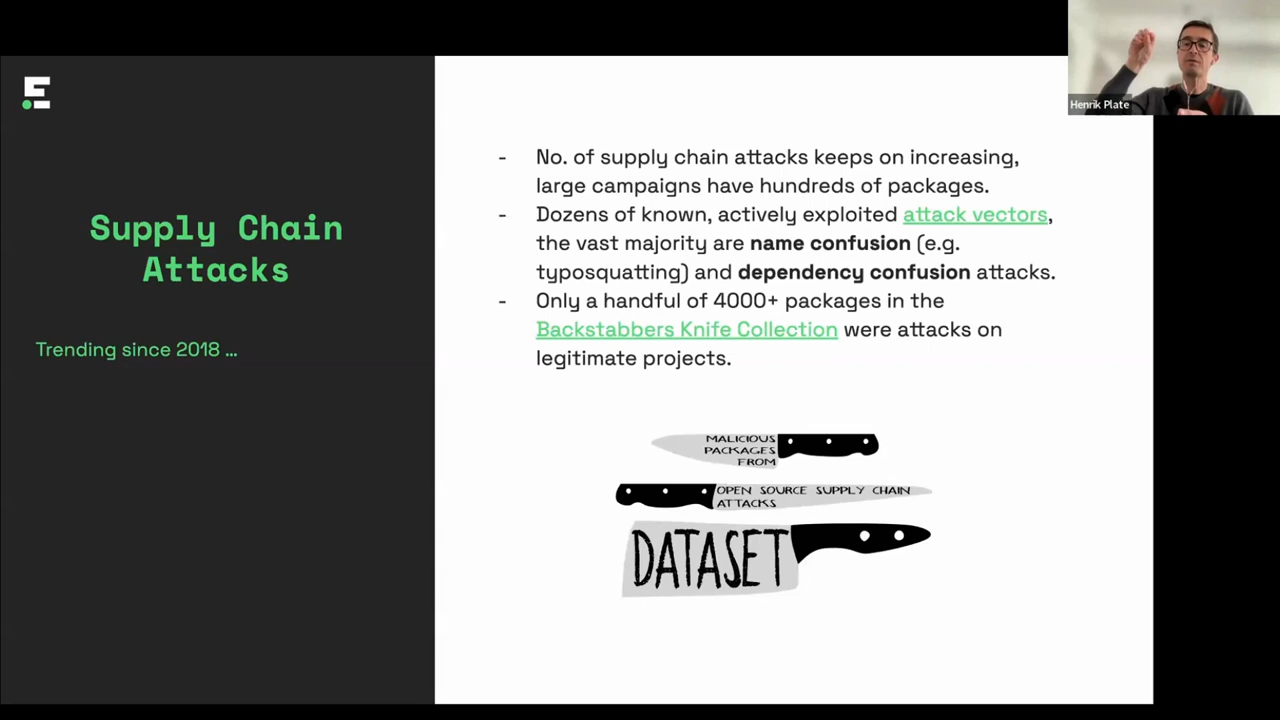 Henrik Plate
Supply Chain
Attacks
Trending since 2018 ...
- No. of supply chain attacks keeps on increasing,
large campaigns have hundreds of packages.
- Dozens of known, actively exploited attack vectors,
the vast majority are name confusion (e.g.
typosquatting) and dependency confusion attacks.
- Only a handful of 4000+ packages in the
Backstabbers Knife Collection were attacks on
legitimate projects.
MALICIOUS
PACKAGES
FROM
OPEN SOURCE SUPPLY CHAIN
ATTACKS
DATASET